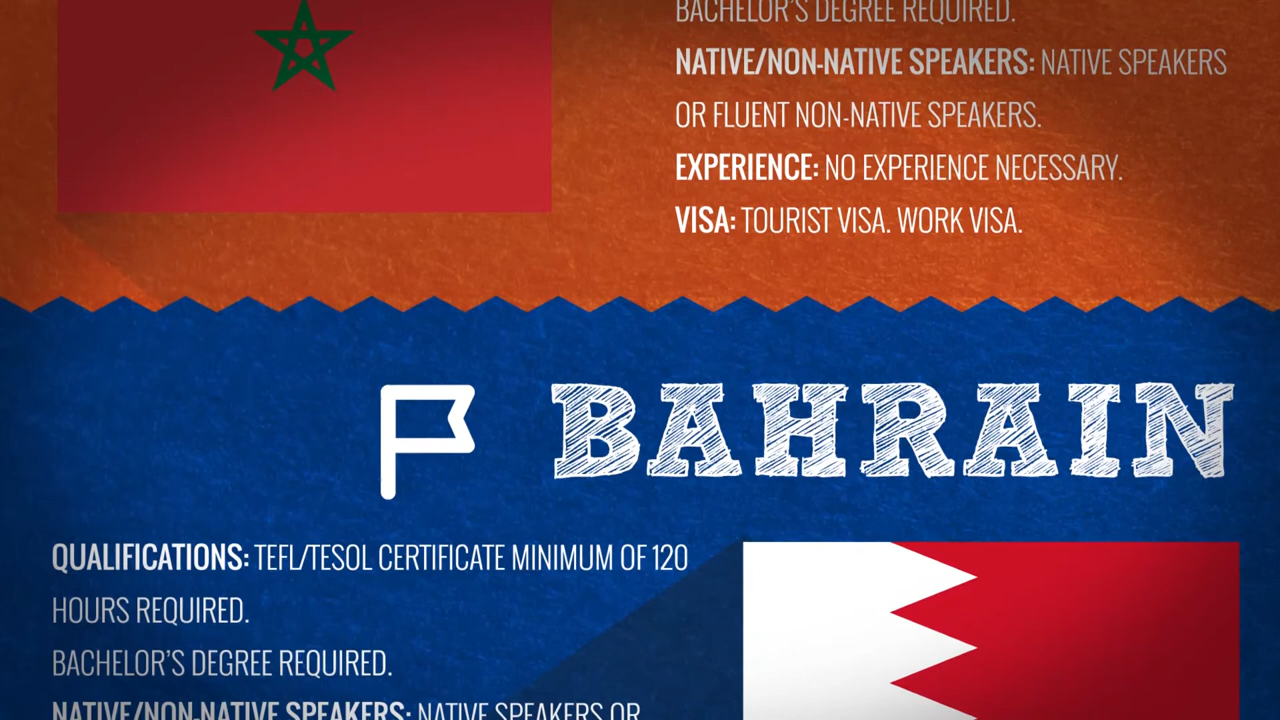 BACHELOR'S DEGREE REQUIRED.
NATIVE/NON-NATIVE SPEAKERS: NATIVE SPEAKERS
OR FLUENT NON-NATIVE SPEAKERS.
EXPERIENCE: NO EXPERIENCE NECESSARY.
VISA: TOURIST VISA. WORK VISA.
BAHRAIN
QUALIFICATIONS: TEFL/TESOL CERTIFICATE MINIMUM OF 120
HOURS REQUIRED.
BACHELOR'S DEGREE REQUIRED.
NATIVE/NON-NATIVE SPEAKERS: NATIVE SPEAKERS OR